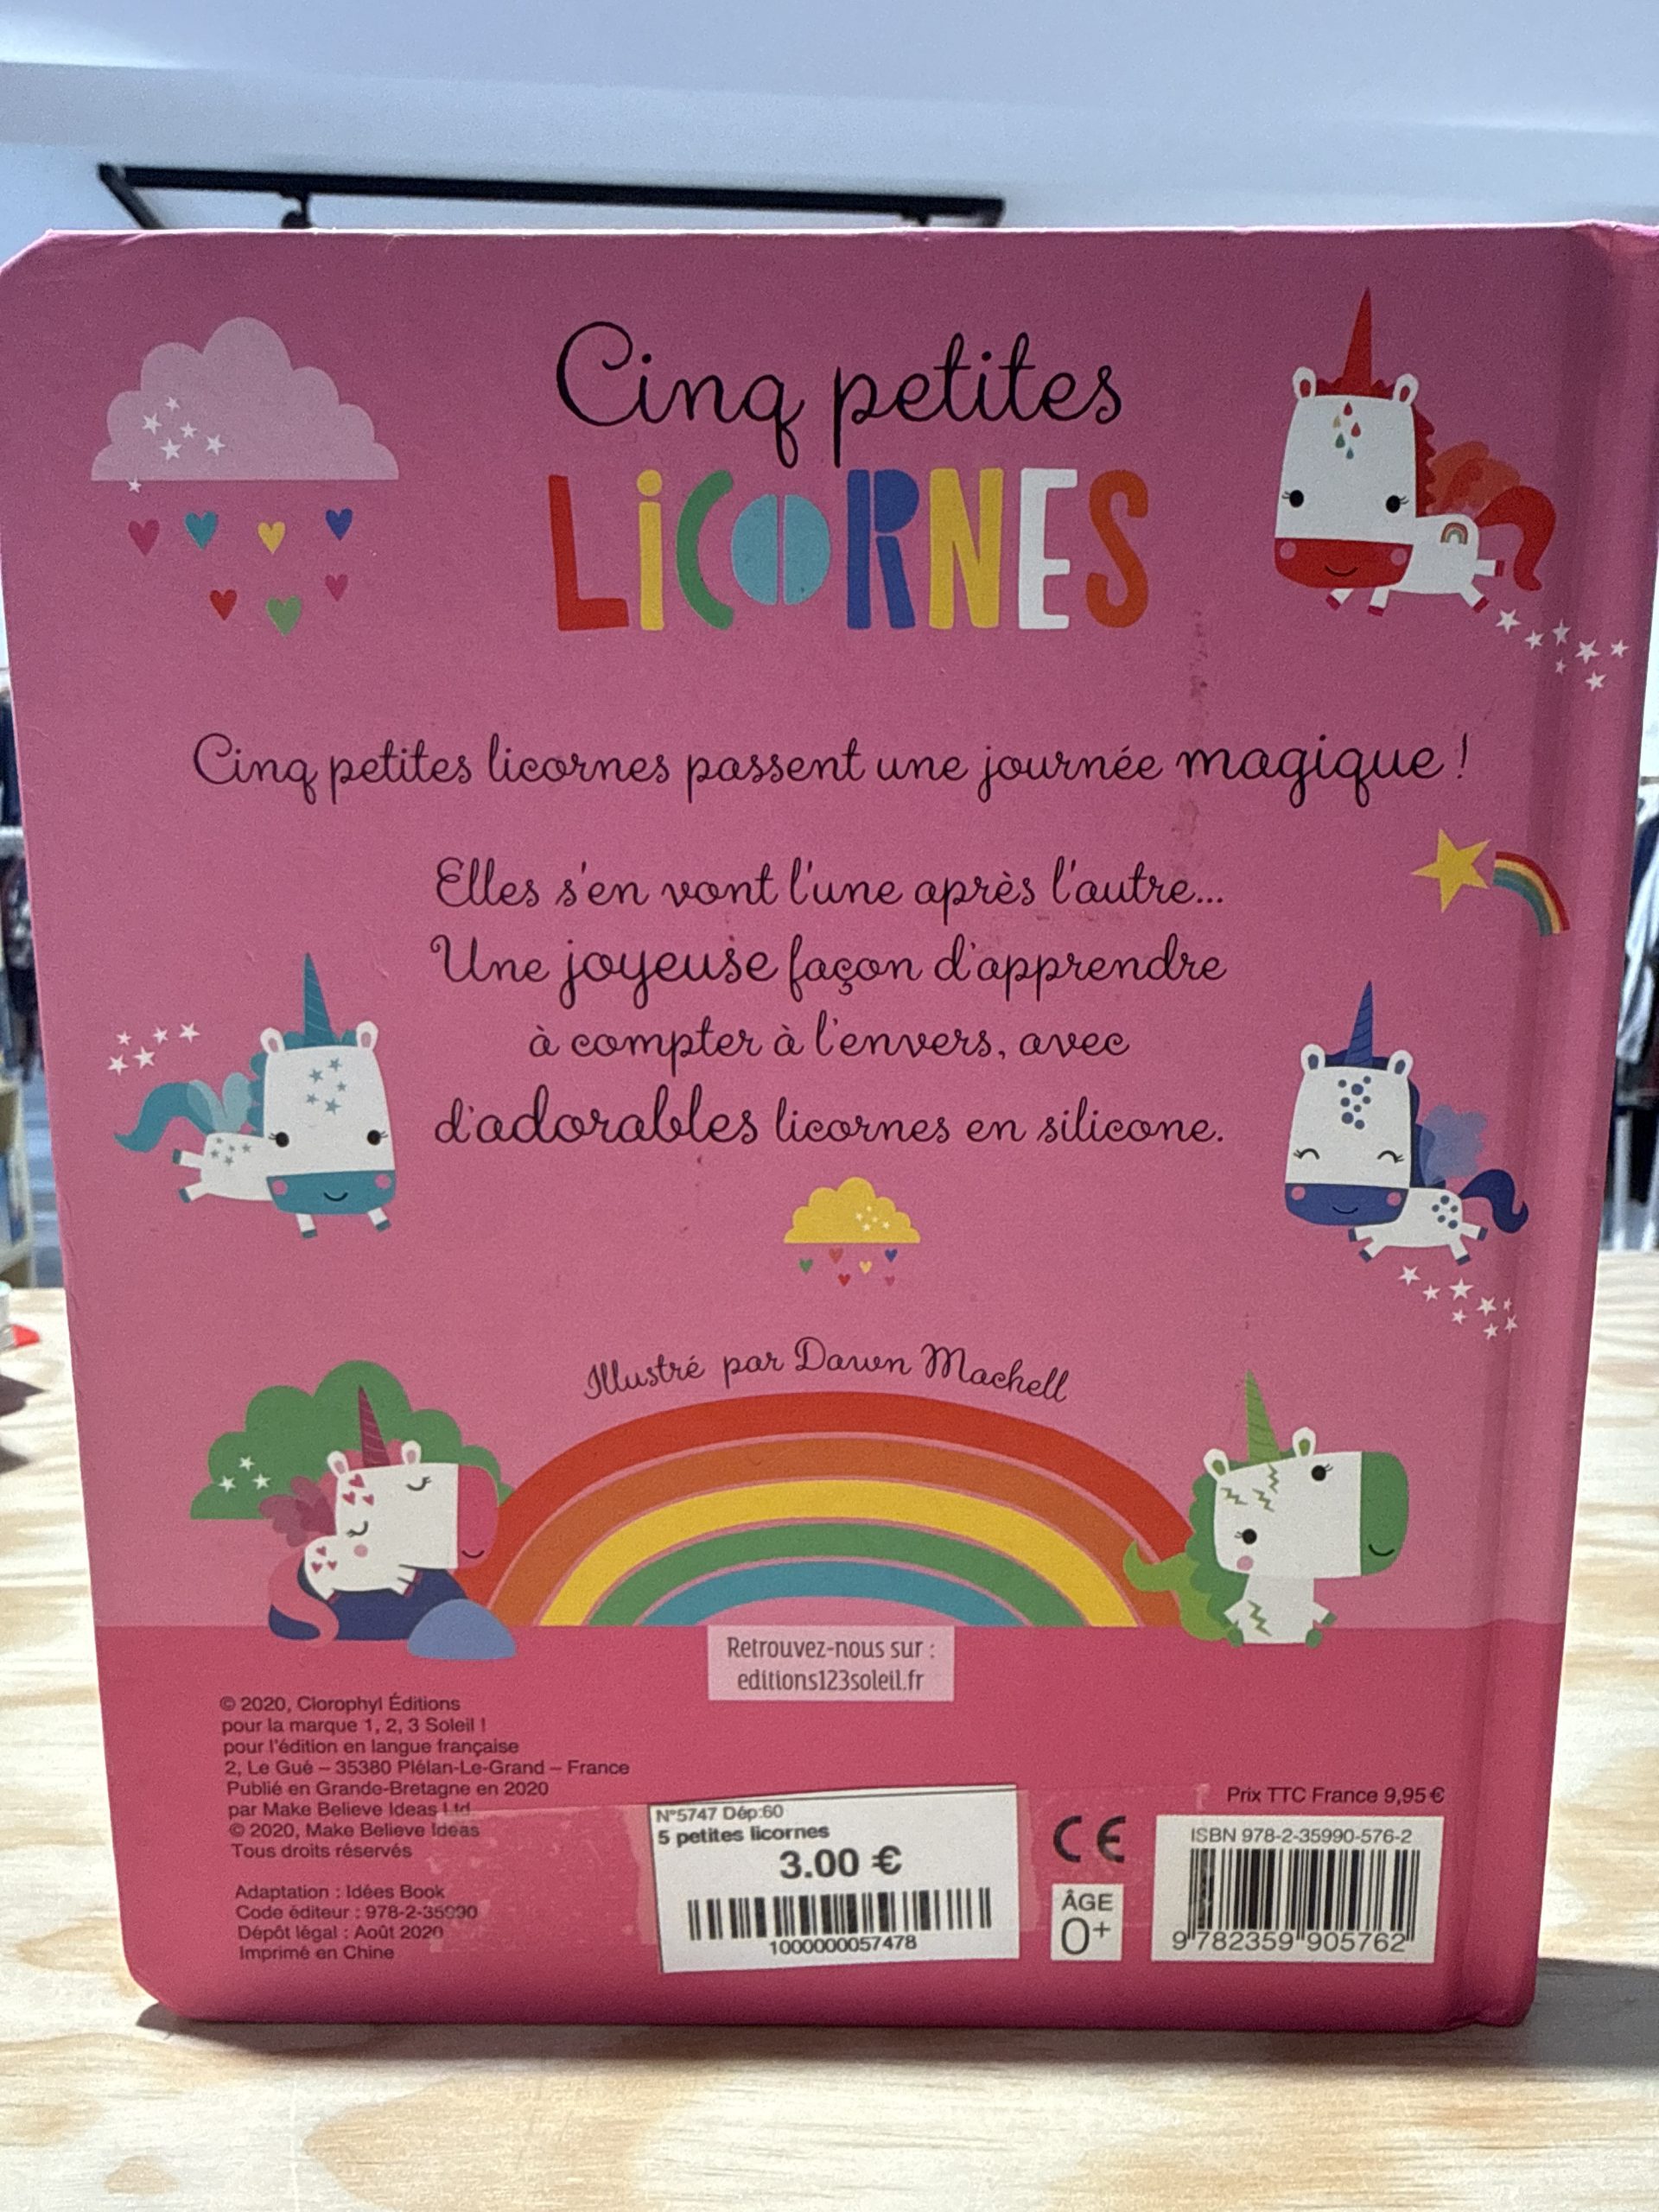 Cinq petites
LiCORNES
Cinq petites licornes passent une journée magique !
Elles s'en vont l'une après l'autre...
Une joyeuse façon d'apprendre
à compter à l'envers, avec
d'adorables licornes en silicone.
Illustré par Dawn Machell
Retrouvez-nous sur :
editions123soleil.fr
© 2020, Clorophyl Éditions
pour la marque 1, 2, 3 Soleil !
pour l'édition en langue française
2, Le Gué – 35380 Plélan-Le-Grand – France
Publié en Grande-Bretagne en 2020
par Make Believe Ideas Ltd
© 2020, Make Believe Ideas
Tous droits réservés
Adaptation : Idées Book
Code éditeur : 978-2-35990
Dépôt légal : Août 2020
Imprimé en Chine
N°5747 Dép:60
5 petites licornes
3.00 €
1000000057478
CE
ÂGE
0+
Prix TTC France 9,95 €
ISBN 978-2-35990-576-2
9 782359 905762